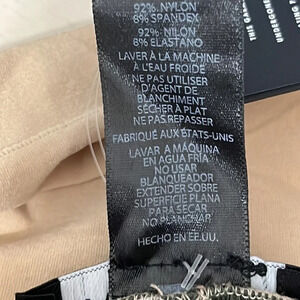 92% NYLON
8% SPANDEX
92% NILON
8% ELASTANO
LAVER À LA MACHINE
À L'EAU FROIDE
NE PAS UTILISER
D'AGENT DE
BLANCHIMENT
SÉCHER À PLAT
NE PAS REPASSER
FABRIQUÉ AUX ÉTATS-UNIS
LAVAR A MÁQUINA
EN AGUA FRÍA
NO USAR
BLANQUEADOR
EXTENDER SOBRE
SUPERFICIE PLANA
PARA SECAR
NO PLANCHAR
HECHO EN EE.UU.
THIS GAR